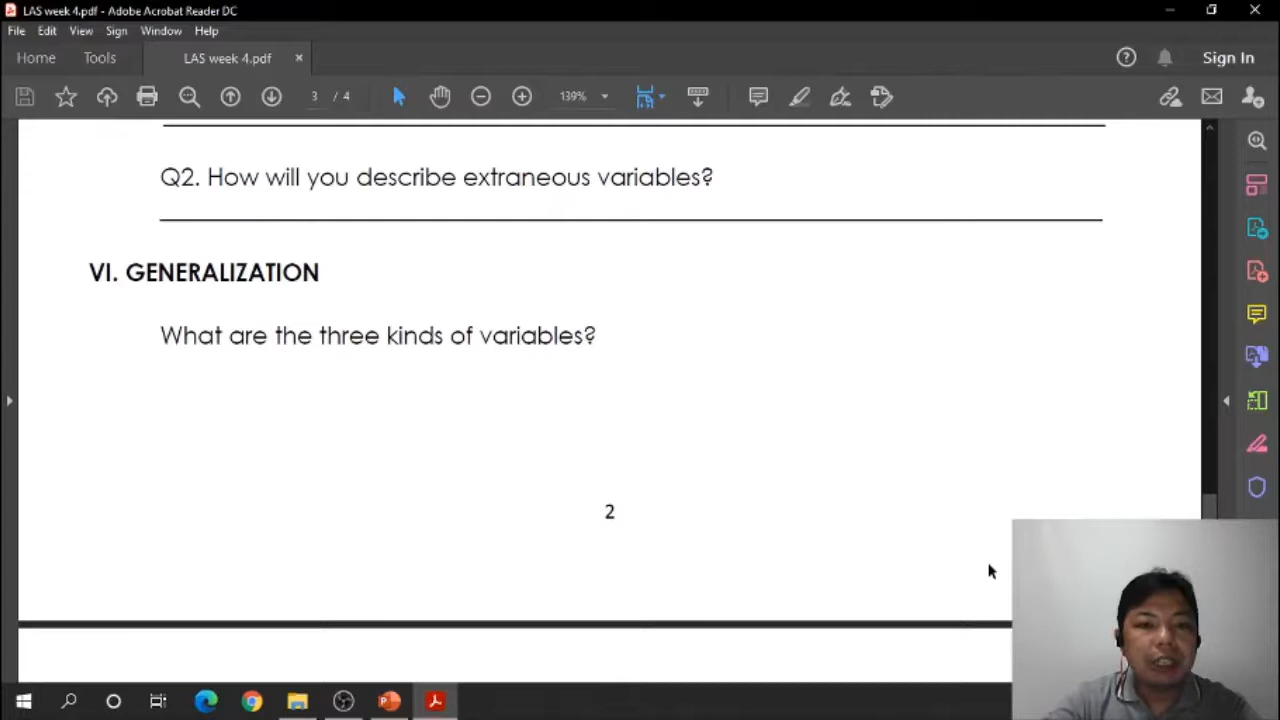 LAS week 4.pdf - Adobe Acrobat Reader DC
File Edit View Sign Window Help
Home Tools LAS week 4.pdf × Sign In
3 / 4 139%
Q2. How will you describe extraneous variables?
VI. GENERALIZATION
What are the three kinds of variables?
2